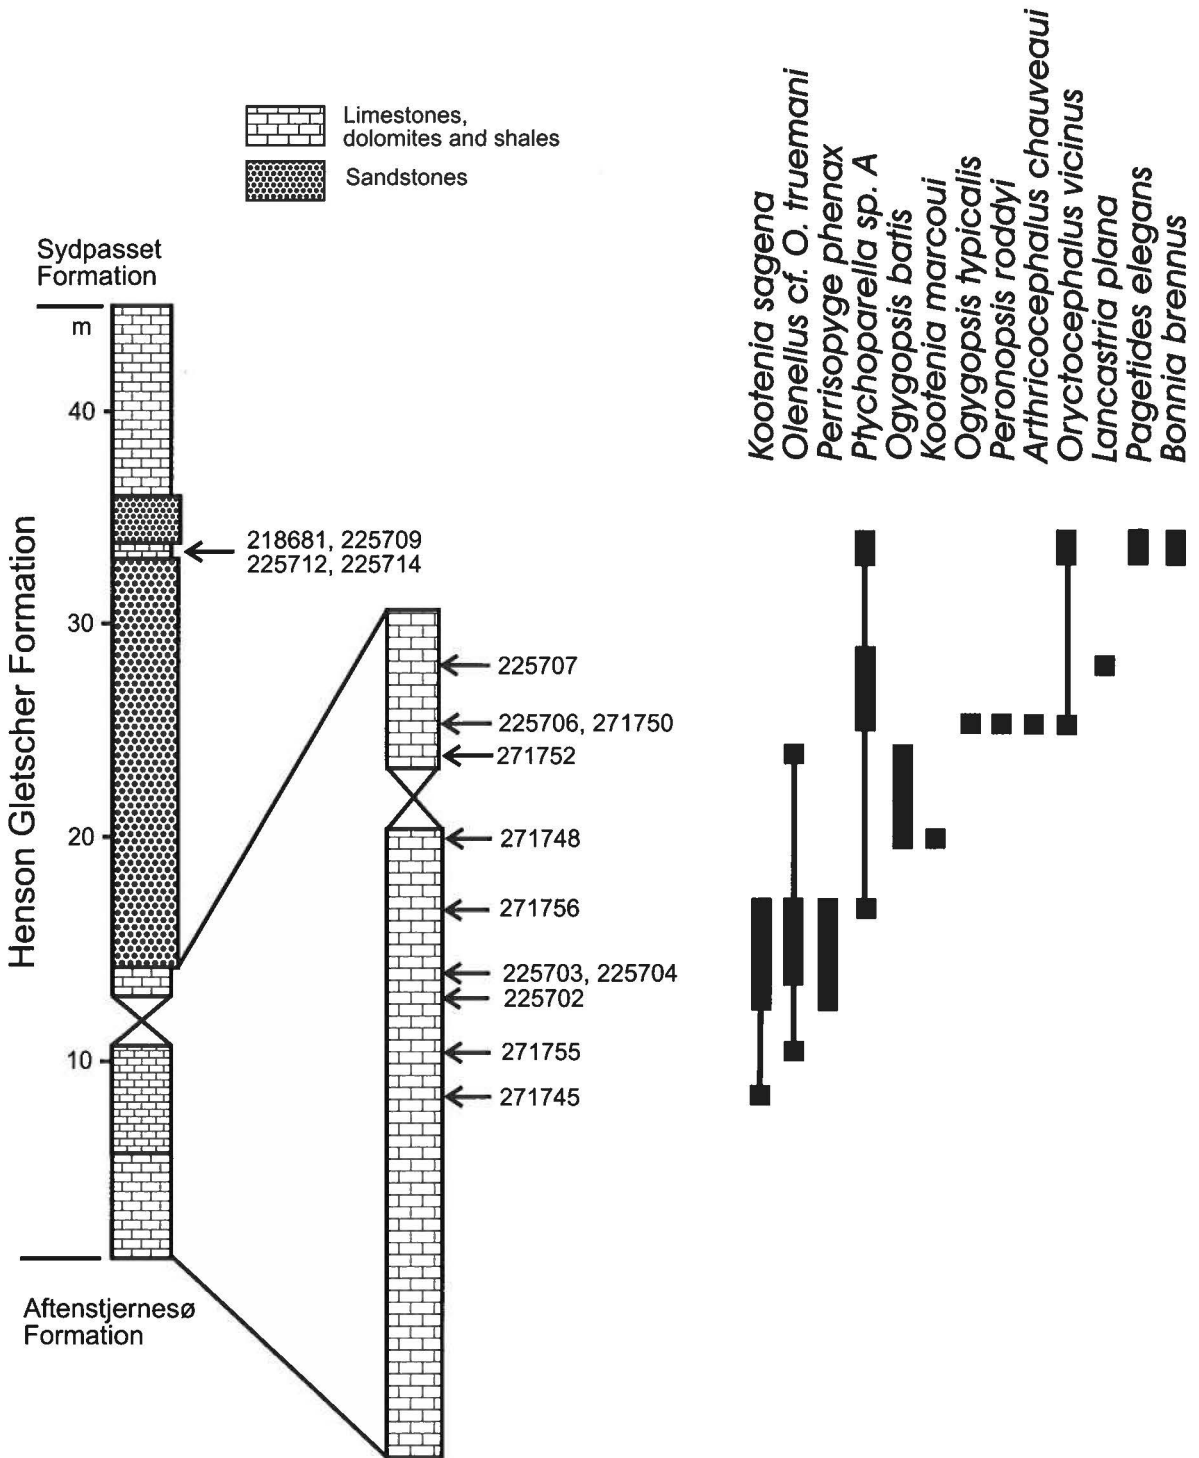 Limestones,
dolomites and shales
Sandstones
Kootenia sagena
Olenellus cf. O. truemani
Perrisopyge phenax
Ptychoparella sp. A
Ogygopsis batis
Kootenia marcoui
Ogygopsis typicalis
Peronopsis roddyi
Arthricocephalus chauveaui
Oryctocephalus vicinus
Lancastria plana
Pagetides elegans
Bonnia brennus
Sydpasset
Formation
m
40
30
20
10
Henson Gletscher Formation
218681, 225709
225712, 225714
225707
225706, 271750
271752
271748
271756
225703, 225704
225702
271755
271745
Aftenstjernesø
Formation